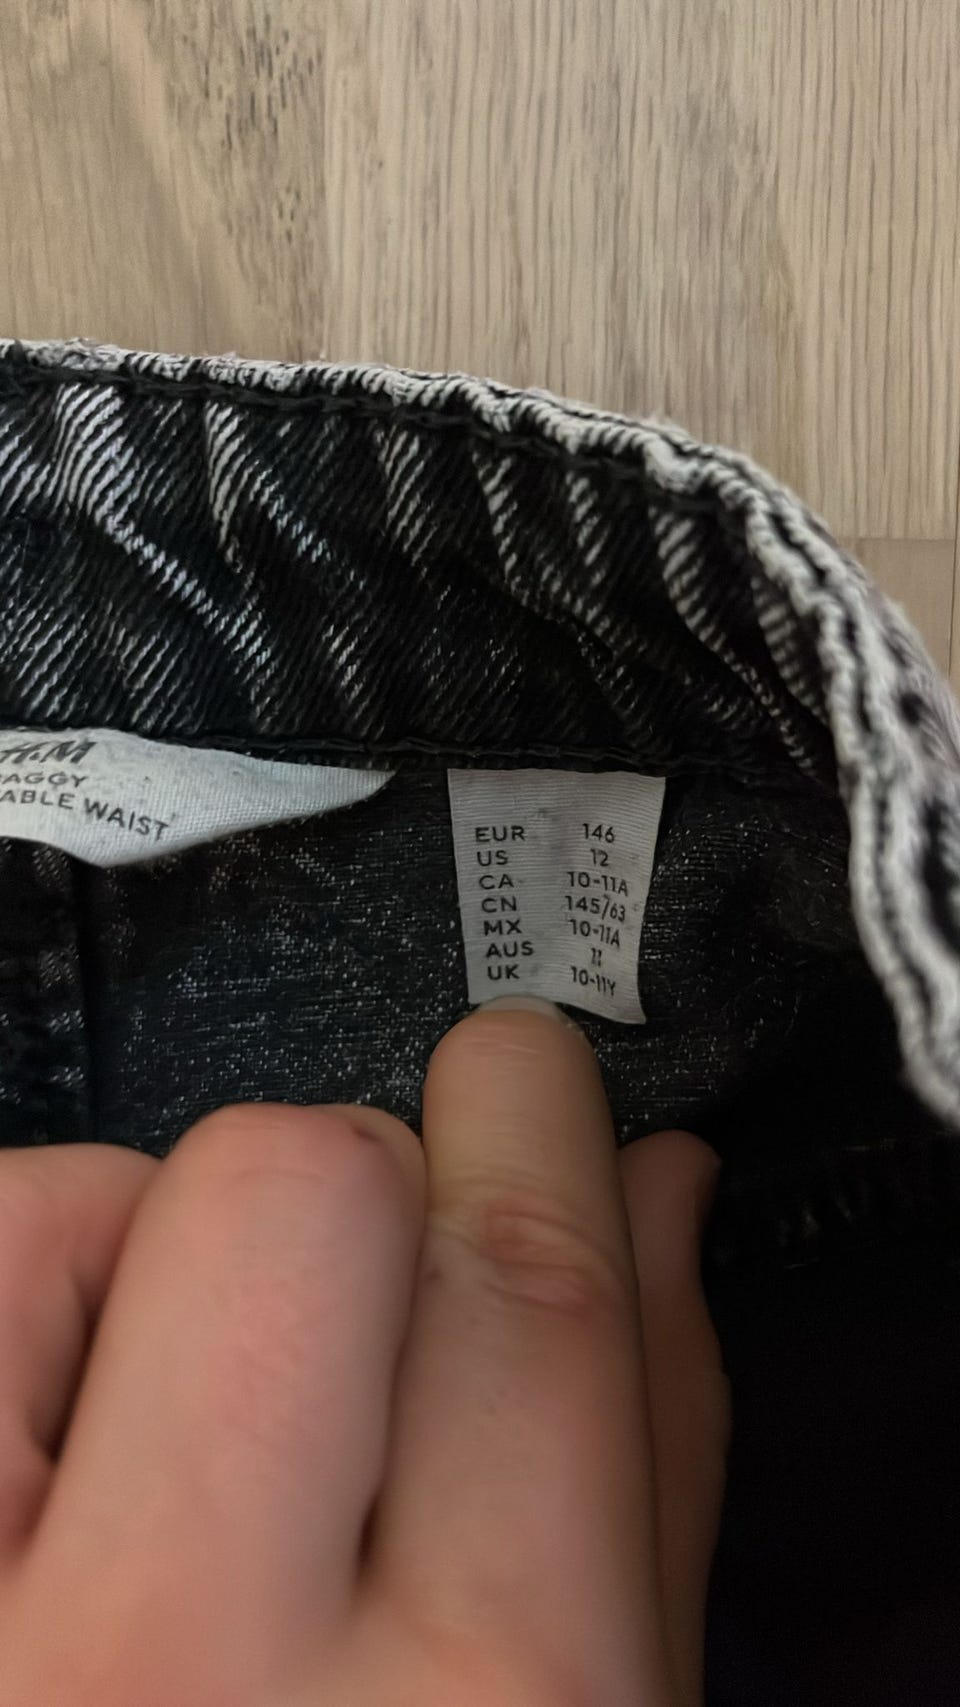 H&M
AGGY
ABLE WAIST
EUR 146
US 12
CA 10-11A
CN 145/63
MX 10-11A
AUS 11
UK 10-11Y